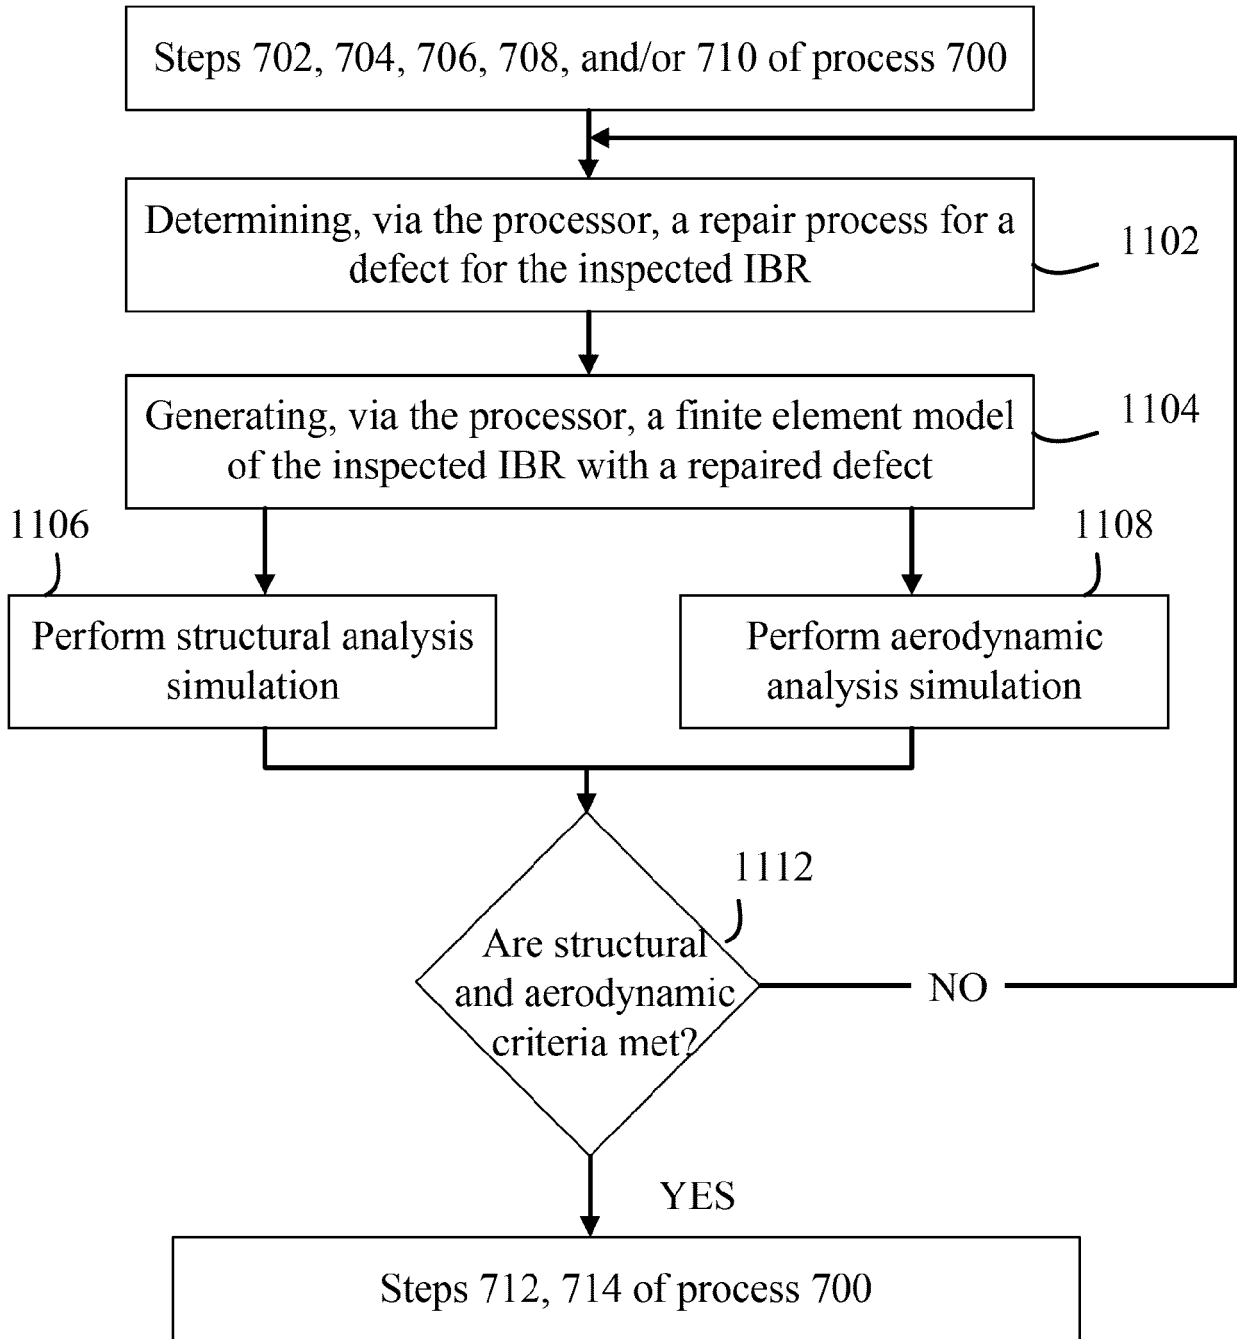 Steps 702, 704, 706, 708, and/or 710 of process 700
Determining, via the processor, a repair process for a
defect for the inspected IBR
1102
Generating, via the processor, a finite element model
of the inspected IBR with a repaired defect
1104
1106
1108
Perform structural analysis
simulation
Perform aerodynamic
analysis simulation
1112
Are structural
and aerodynamic
criteria met?
NO
YES
Steps 712, 714 of process 700